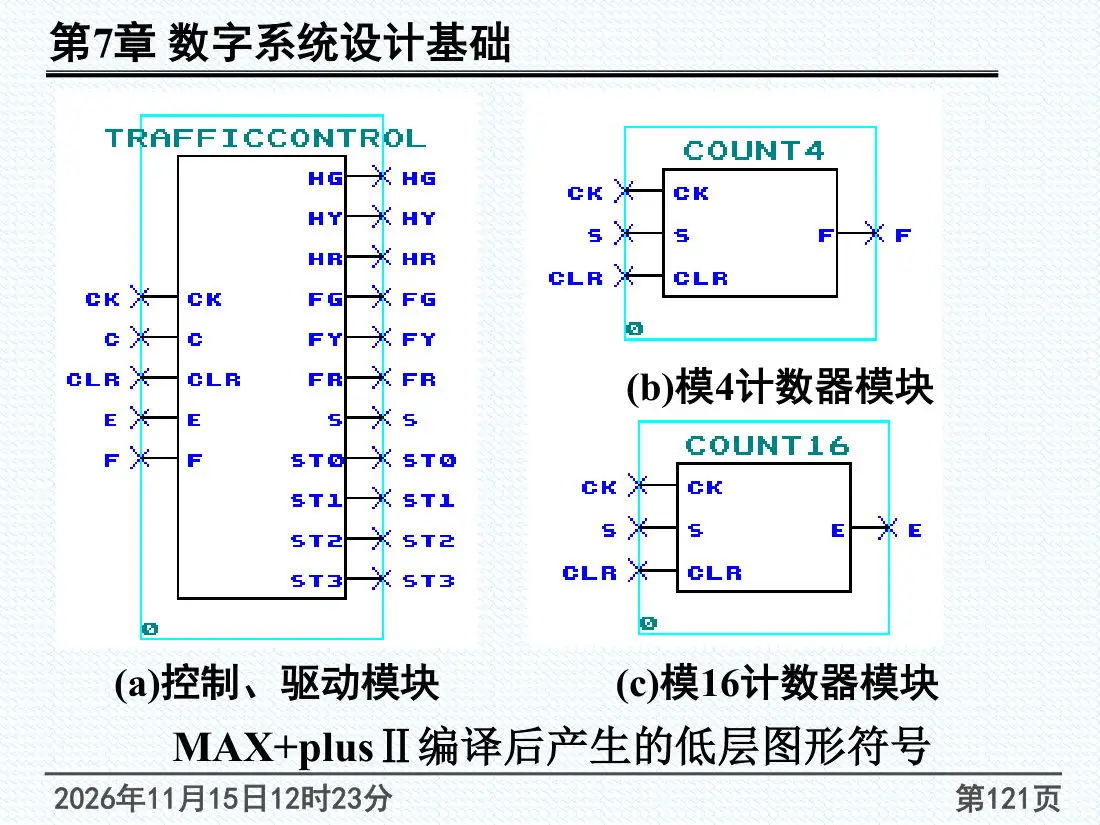 第7章 数字系统设计基础
TRAFFICCONTROL
HG HG
HY HY
HR HR
CK CK FG FG
C C FY FY
CLR CLR FR FR
E E S S
F F ST0 ST0
ST1 ST1
ST2 ST2
ST3 ST3
0
(a)控制、驱动模块
COUNT4
CK CK
S S F F
CLR CLR
0
(b)模4计数器模块
COUNT16
CK CK
S S E E
CLR CLR
0
(c)模16计数器模块
MAX+plusⅡ编译后产生的低层图形符号
2026年11月15日12时23分
第121页